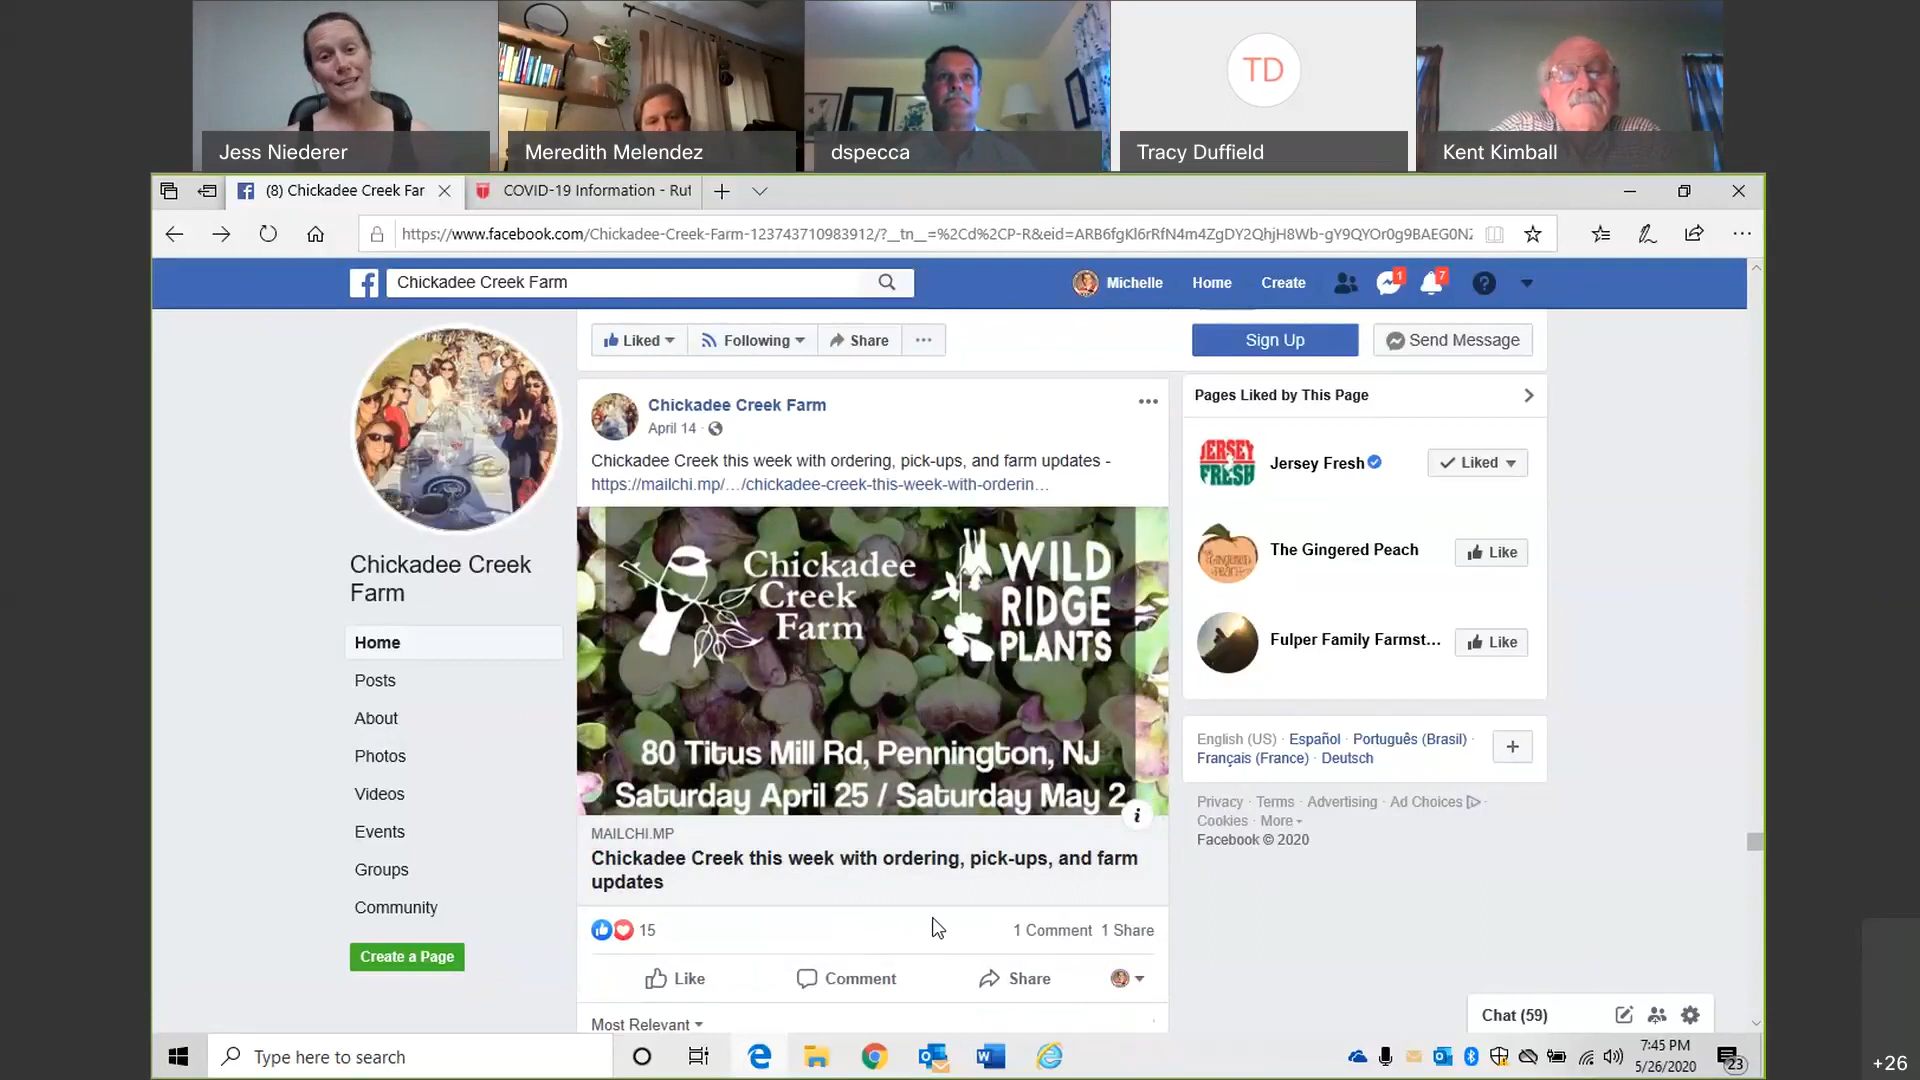 TD
Jess Niederer
Meredith Melendez
dspecca
Tracy Duffield
Kent Kimball
(8) Chickadee Creek Far
COVID-19 Information - Rut
https://www.facebook.com/Chickadee-Creek-Farm-123743710983912/?__tn__=%2Cd%2CP-R&eid=ARB6fgKl6rRfN4m4ZgDY2QhjH8Wb-gY9QYOr0g9BAEG0N
Chickadee Creek Farm
Michelle
Home
Create
1
7
Liked
Following
Share
Sign Up
Send Message
Chickadee Creek Farm
Home
Posts
About
Photos
Videos
Events
Groups
Community
Create a Page
Chickadee Creek Farm
April 14 ·
Chickadee Creek this week with ordering, pick-ups, and farm updates -
https://mailchi.mp/…/chickadee-creek-this-week-with-orderin…
Chickadee
Creek
Farm
WILD
RIDGE
PLANTS
80 Titus Mill Rd, Pennington, NJ
Saturday April 25 / Saturday May 2
MAILCHI.MP
Chickadee Creek this week with ordering, pick-ups, and farm
updates
15
1 Comment 1 Share
Like
Comment
Share
Most Relevant
Pages Liked by This Page
JERSEY
FRESH
Jersey Fresh
Liked
The Gingered Peach
Like
Fulper Family Farmst...
Like
English (US) · Español · Português (Brasil) ·
Français (France) · Deutsch
Privacy · Terms · Advertising · Ad Choices ·
Cookies · More
Facebook © 2020
Chat (59)
Type here to search
7:45 PM
5/26/2020
23
+26